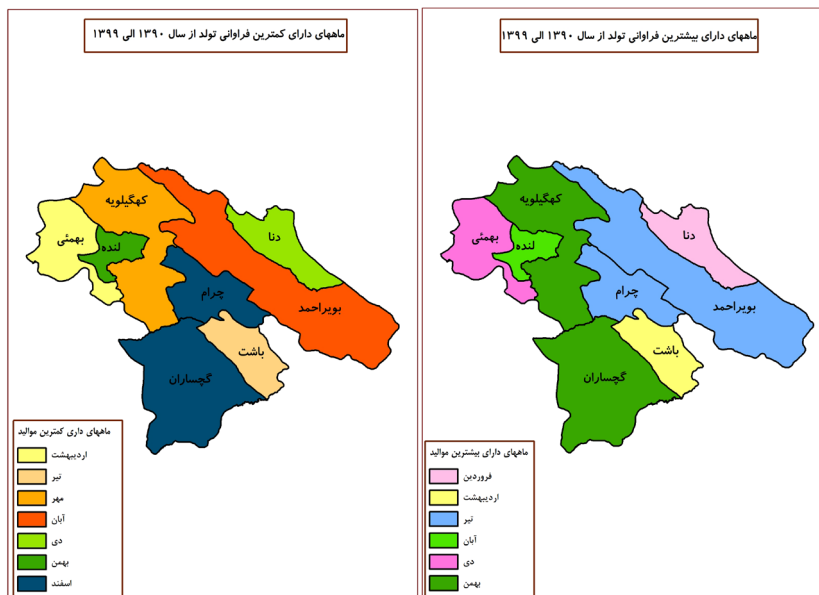 ماههای دارای بیشترین فراوانی تولد از سال ۱۳۹۰ الی ۱۳۹۹
کهگیلویه
دنا
بهمئی
لنده
چرام
بویراحمد
باشت
گچساران
ماههای دارای بیشترین موالید
فروردین
اردیبهشت
تیر
آبان
دی
بهمن
ماههای دارای کمترین فراوانی تولد از سال ۱۳۹۰ الی ۱۳۹۹
کهگیلویه
دنا
بهمئی
لنده
چرام
بویراحمد
باشت
گچساران
ماههای داری کمترین موالید
اردیبهشت
تیر
مهر
آبان
دی
بهمن
اسفند